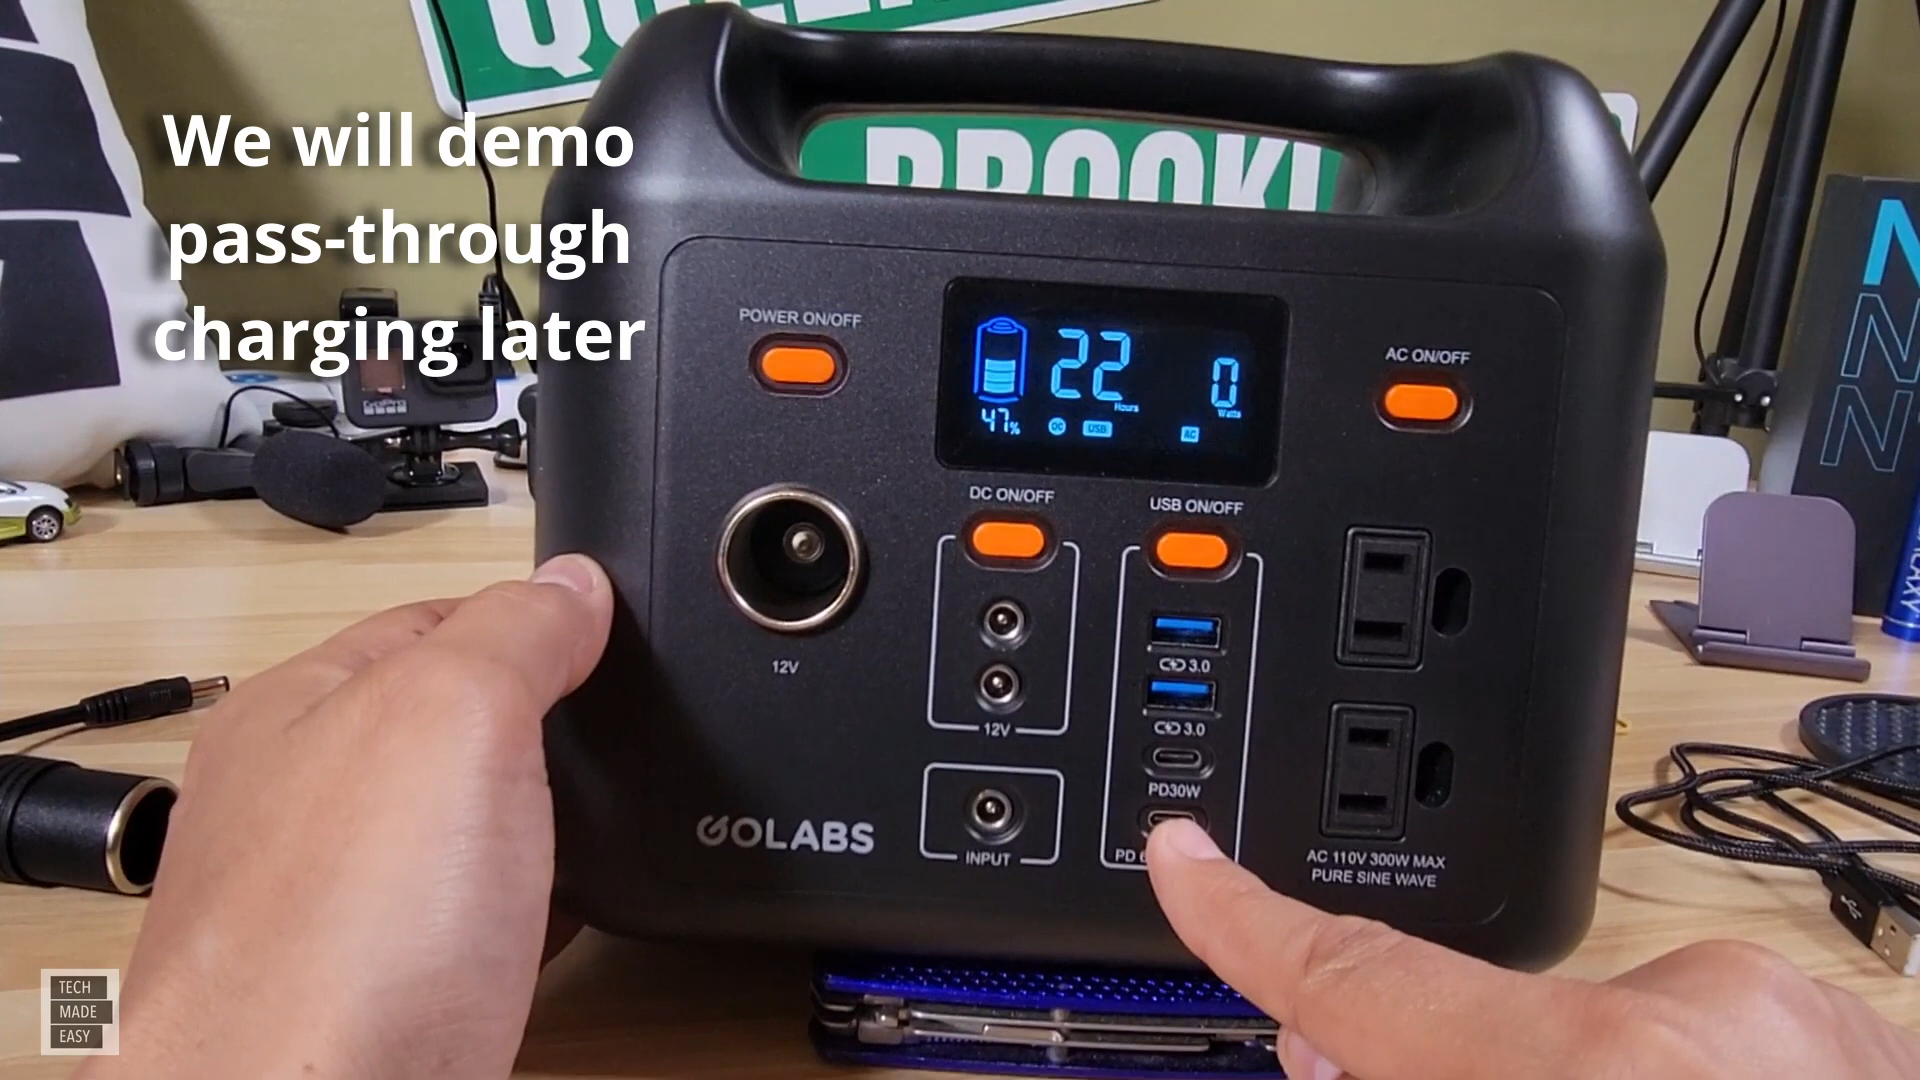 We will demo
pass-through
charging later
POWER ON/OFF
22
Hours
0
Watts
47%
DC
USB
AC
AC ON/OFF
DC ON/OFF
USB ON/OFF
12V
3.0
3.0
12V
PD30W
INPUT
PD
GOLABS
AC 110V 300W MAX
PURE SINE WAVE
GoPro
N
N
N
TECH
MADE
EASY